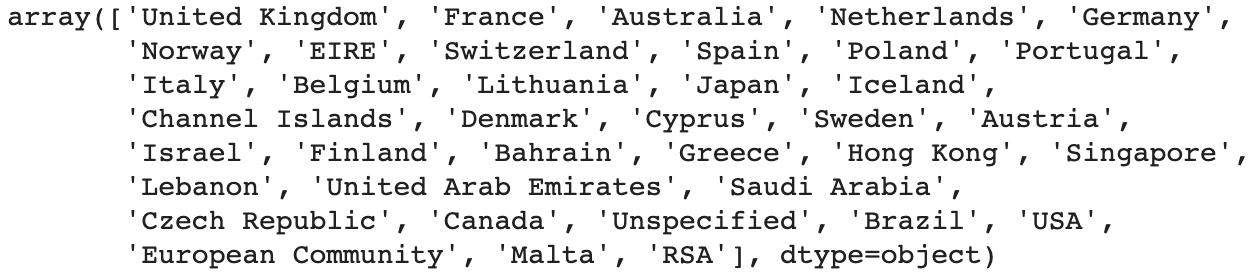 array(['United Kingdom', 'France', 'Australia', 'Netherlands', 'Germany',
'Norway', 'EIRE', 'Switzerland', 'Spain', 'Poland', 'Portugal',
'Italy', 'Belgium', 'Lithuania', 'Japan', 'Iceland',
'Channel Islands', 'Denmark', 'Cyprus', 'Sweden', 'Austria',
'Israel', 'Finland', 'Bahrain', 'Greece', 'Hong Kong', 'Singapore',
'Lebanon', 'United Arab Emirates', 'Saudi Arabia',
'Czech Republic', 'Canada', 'Unspecified', 'Brazil', 'USA',
'European Community', 'Malta', 'RSA'], dtype=object)